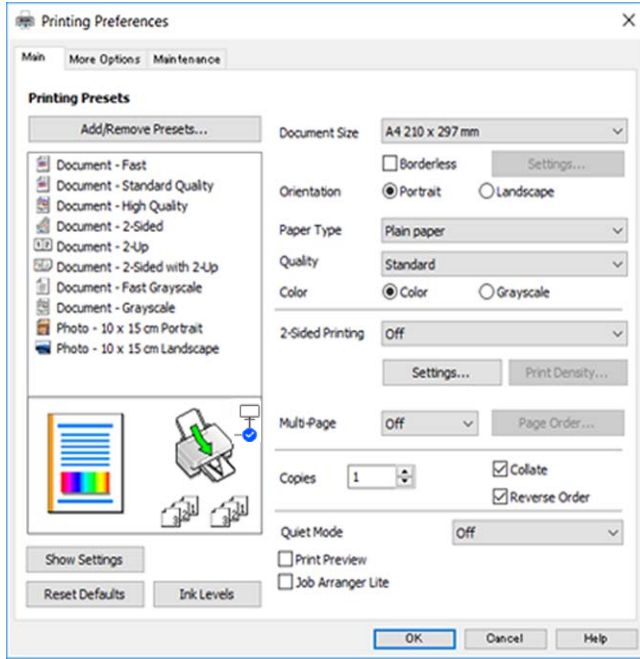 Printing Preferences
Main More Options Maintenance
Printing Presets
Add/Remove Presets...
Document - Fast
Document - Standard Quality
Document - High Quality
Document - 2-Sided
Document - 2-Up
Document - 2-Sided with 2-Up
Document - Fast Grayscale
Document - Grayscale
Photo - 10 x 15 cm Portrait
Photo - 10 x 15 cm Landscape
Show Settings
Reset Defaults Ink Levels
Document Size A4 210 x 297 mm
Borderless Settings...
Orientation Portrait Landscape
Paper Type Plain paper
Quality Standard
Color Color Grayscale
2-Sided Printing Off
Settings... Print Density...
Multi-Page Off Page Order...
Copies 1 Collate
Reverse Order
Quiet Mode Off
Print Preview
Job Arranger Lite
OK Cancel Help